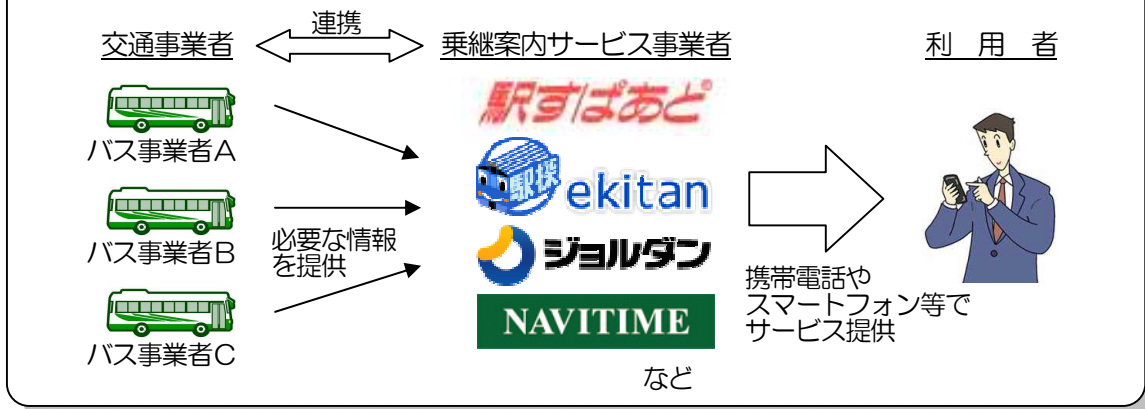 連携
交通事業者
乗継案内サービス事業者
利用者
バス事業者A
バス事業者B
バス事業者C
必要な情報
を提供
駅すぱあと
駅探
ekitan
ジョルダン
NAVITIME
など
携帯電話や
スマートフォン等で
サービス提供